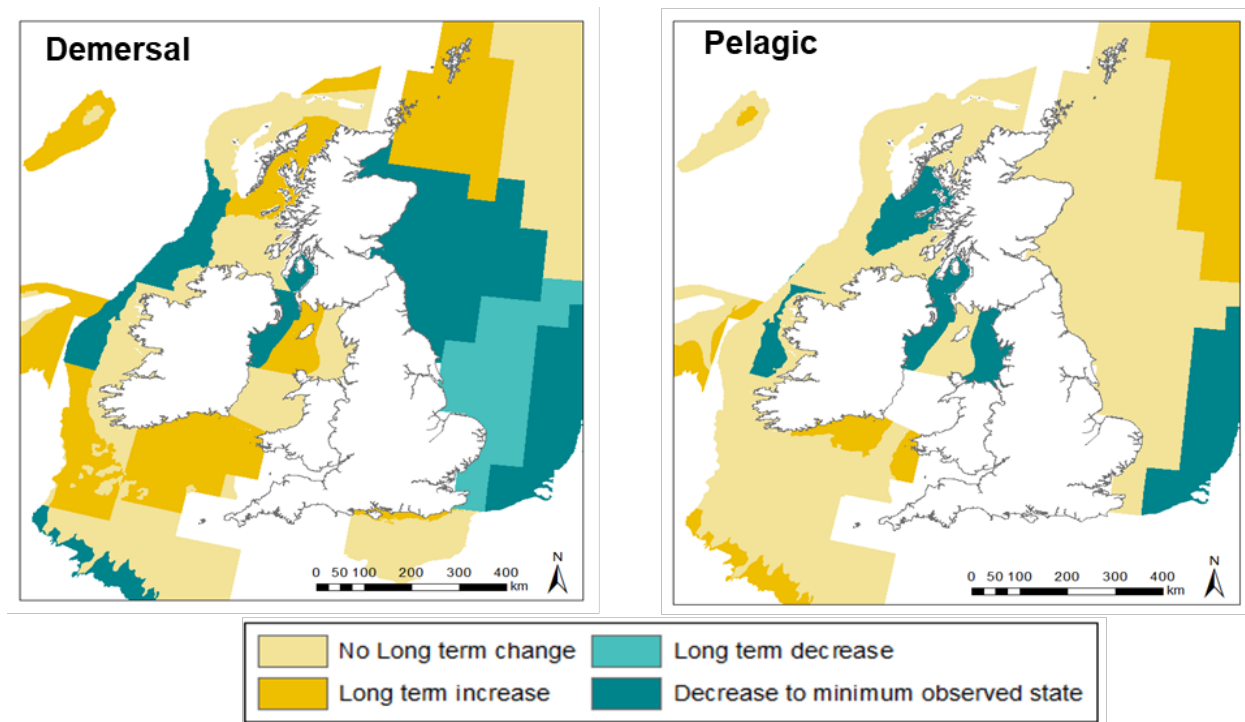 Demersal
N
0 50 100 200 300 400
km
Pelagic
N
0 50 100 200 300 400
km
No Long term change
Long term decrease
Long term increase
Decrease to minimum observed state